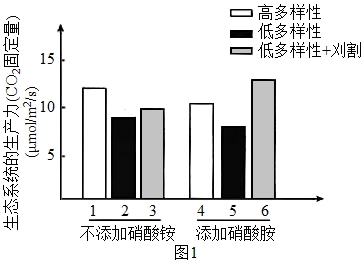 高多样性
低多样性
低多样性+刈割
生态系统的生产力(CO2固定量)
(μmol/m²/s)
15
10
5
1 2 3 4 5 6
不添加硝酸铵 添加硝酸胺
图1